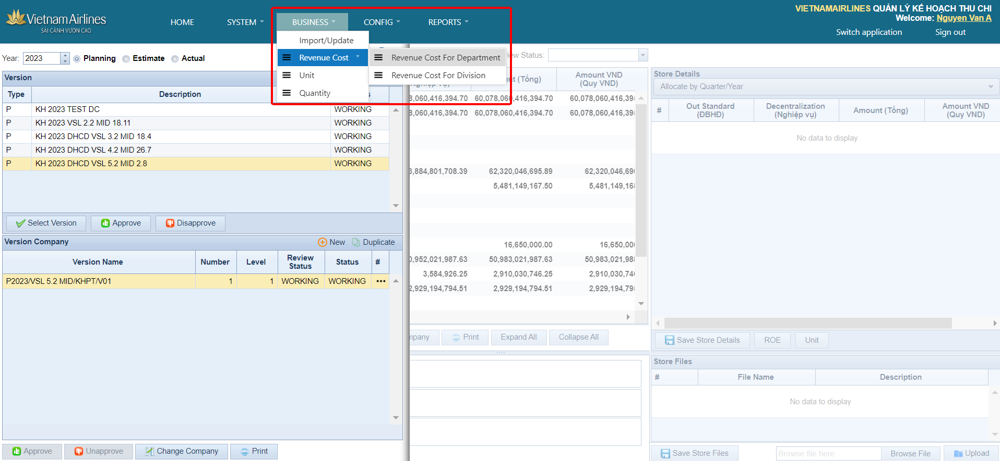 Vietnam Airlines
SẢI CÁNH VƯƠN CAO
HOME
SYSTEM
BUSINESS
CONFIG
REPORTS
VIETNAMAIRLINES QUẢN LÝ KẾ HOẠCH THU CHI
Welcome: Nguyen Van A
Switch application
Sign out
Import/Update
Revenue Cost
Unit
Quantity
Revenue Cost For Department
Revenue Cost For Division
Year: 2023 Planning Estimate Actual
Status:
Version
Type Description
P KH 2023 TEST DC WORKING
P KH 2023 VSL 2.2 MID 18.11 WORKING
P KH 2023 DHCD VSL 3.2 MID 18.4 WORKING
P KH 2023 DHCD VSL 4.2 MID 26.7 WORKING
P KH 2023 DHCD VSL 5.2 MID 2.8 WORKING
Select Version Approve Disapprove
Version Company New Duplicate
Version Name Number Level Review Status Status #
P2023/VSL 5.2 MID/KHPT/V01 1 1 WORKING WORKING •••
Approve Unapprove Change Company Print
(Tổng)
Amount VND
(Quy VND)
8,060,416,394.70 60,078,060,416,394.70 60,078,060,416,39
8,060,416,394.70 60,078,060,416,394.70 60,078,060,416,39
3,884,801,708.39 62,320,046,695.89 62,320,046,69
5,481,149,167.50 5,481,149,16
16,650,000.00 16,650,00
0,952,021,987.63 50,983,021,987.63 50,983,021,98
3,584,926.25 2,910,030,746.25 2,910,030,74
2,929,194,794.51 2,929,194,794.51 2,929,194,79
mpany Print Expand All Collapse All
Store Details
Allocate by Quarter/Year
#
Out Standard
(ĐBHĐ)
Decentralization
(Nghiệp vụ)
Amount (Tổng)
Amount VND
(Quy VND)
No data to display
Save Store Details ROE Unit
Store Files
# File Name Description
No data to display
Save Store Files Browse file here Browse File Upload